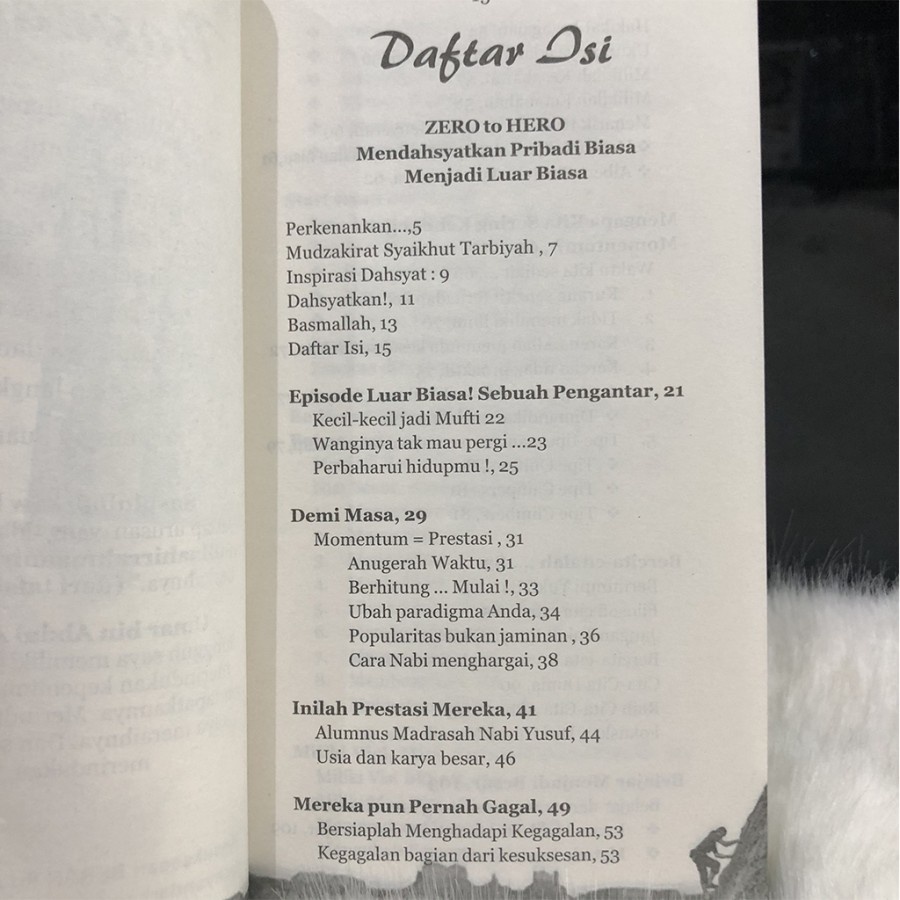 Daftar Isi
ZERO to HERO
Mendahsyatkan Pribadi Biasa
Menjadi Luar Biasa
Perkenankan...,5
Mudzakirat Syaikhut Tarbiyah , 7
Inspirasi Dahsyat : 9
Dahsyatkan!, 11
Basmallah, 13
Daftar Isi, 15
Episode Luar Biasa! Sebuah Pengantar, 21
Kecil-kecil jadi Mufti 22
Wanginya tak mau pergi ...23
Perbaharui hidupmu !, 25
Demi Masa, 29
Momentum = Prestasi , 31
Anugerah Waktu, 31
Berhitung ... Mulai !, 33
Ubah paradigma Anda, 34
Popularitas bukan jaminan , 36
Cara Nabi menghargai, 38
Inilah Prestasi Mereka, 41
Alumnus Madrasah Nabi Yusuf, 44
Usia dan karya besar, 46
Mereka pun Pernah Gagal, 49
Bersiaplah Menghadapi Kegagalan, 53
Kegagalan bagian dari kesuksesan, 53